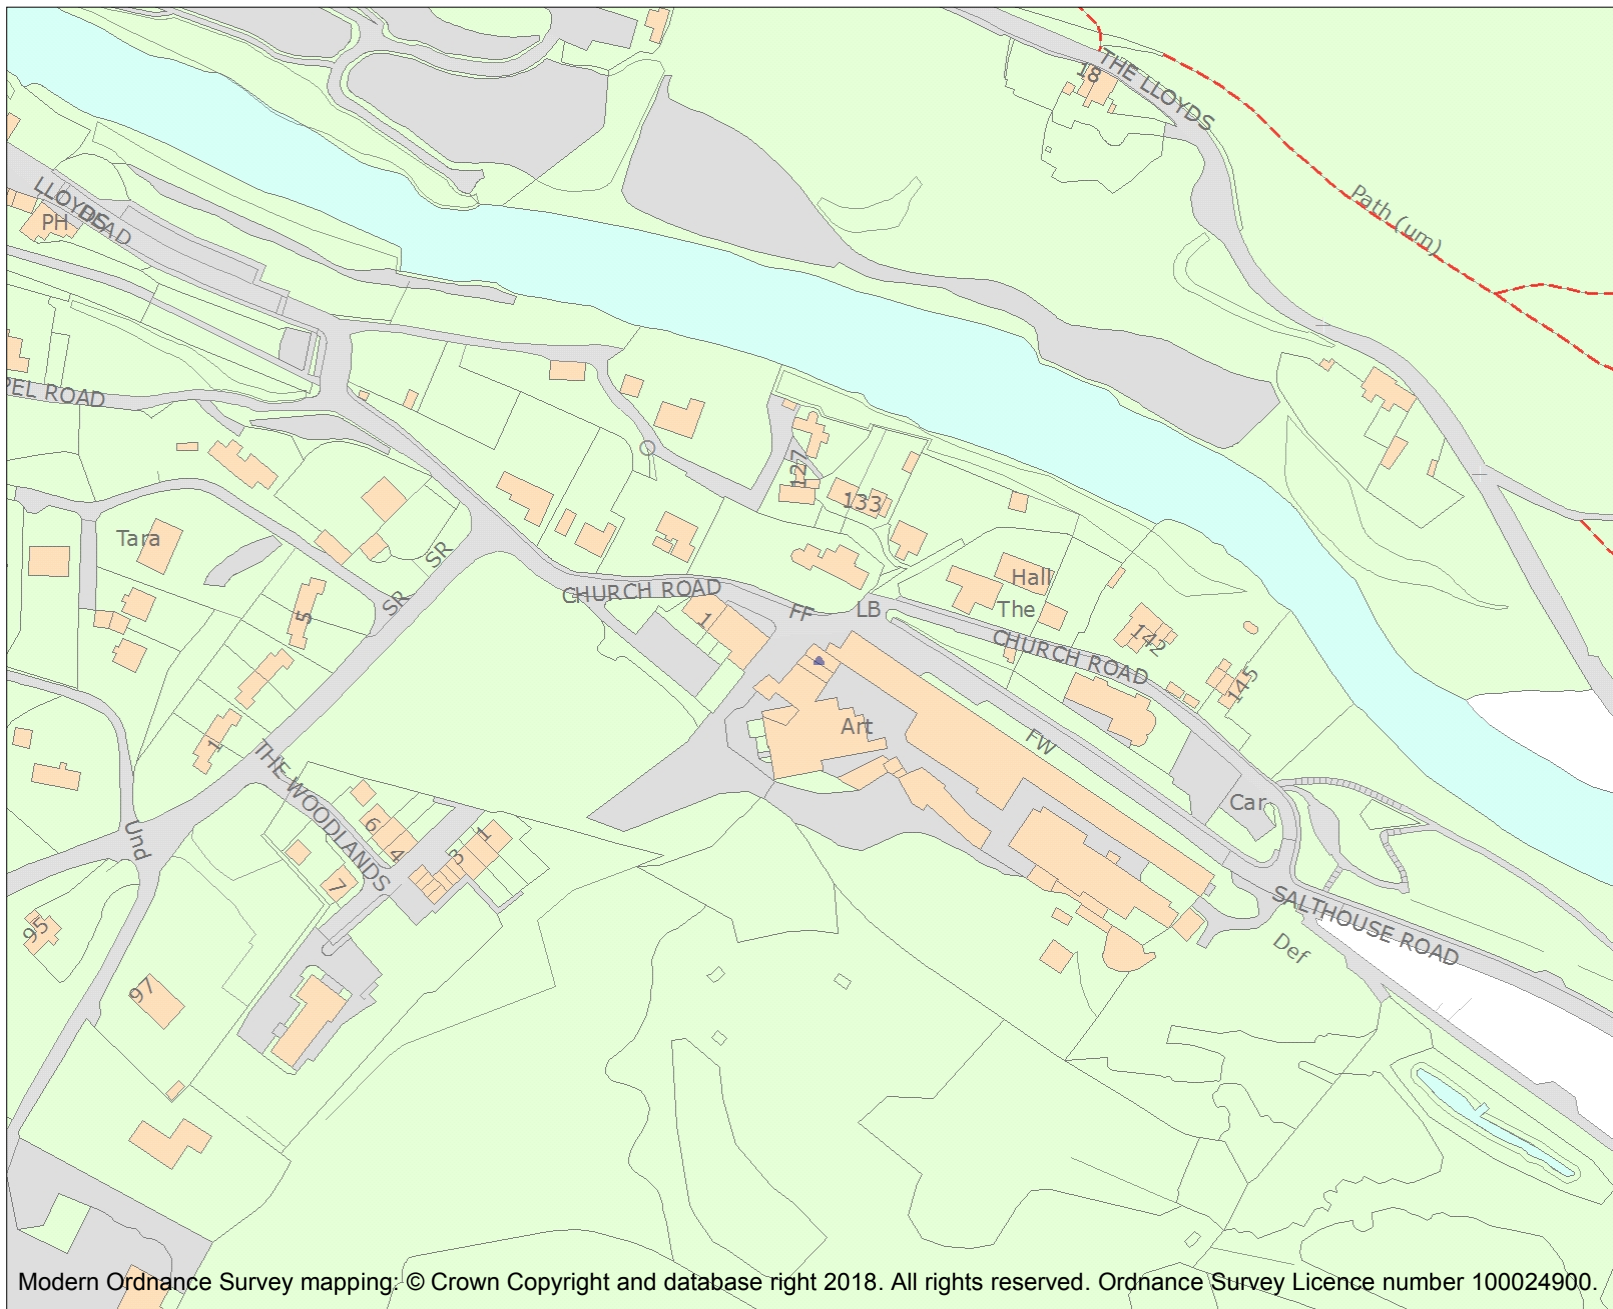 THE LLOYDS
18
Path (um)
LLOYDS
ROAD
PH
PEL ROAD
127
133
Tara
SR
SR
CHURCH ROAD
FF
LB
Hall
The
5
1
142
CHURCH ROAD
145
Art
FW
1
THE WOODLANDS
Car
6
4
1
3
Und
7
SALTHOUSE ROAD
Def
95
97
Modern Ordnance Survey mapping: © Crown Copyright and database right 2018. All rights reserved. Ordnance Survey Licence number 100024900.